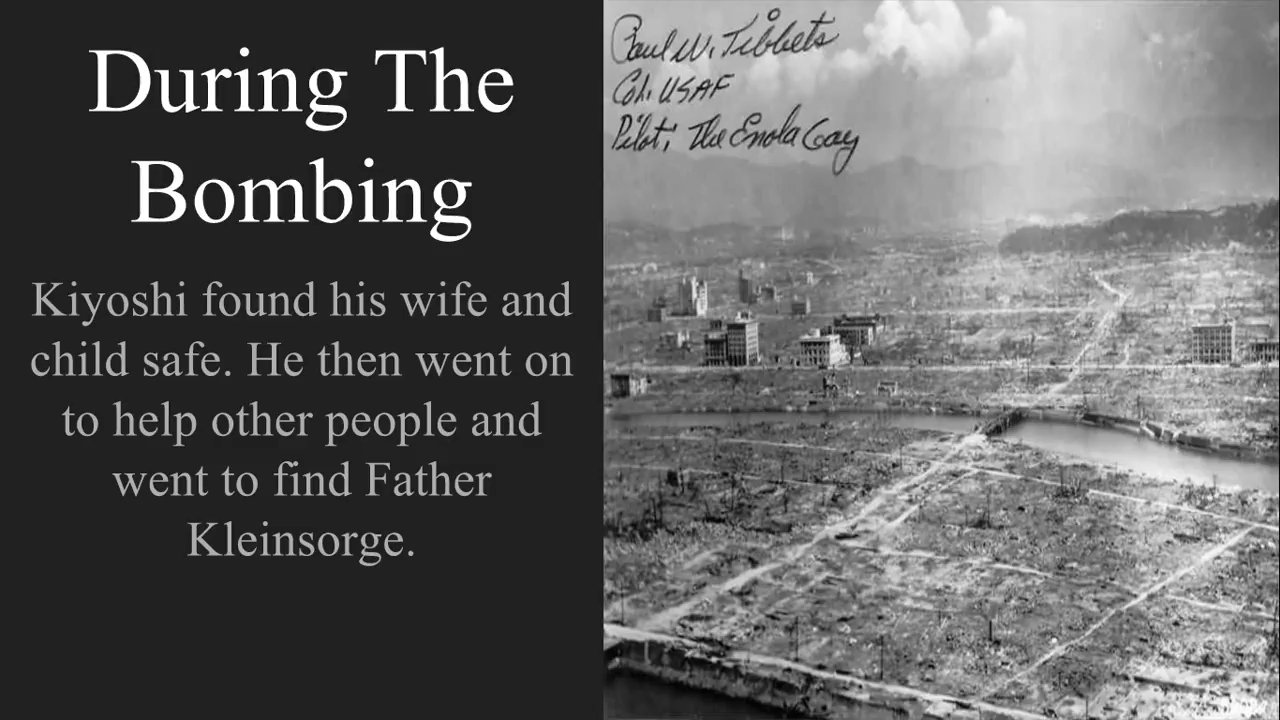 During The
Bombing
Kiyoshi found his wife and
child safe. He then went on
to help other people and
went to find Father
Kleinsorge.
Paul W. Tibbets
Col. USAF
Pilot; The Enola Gay